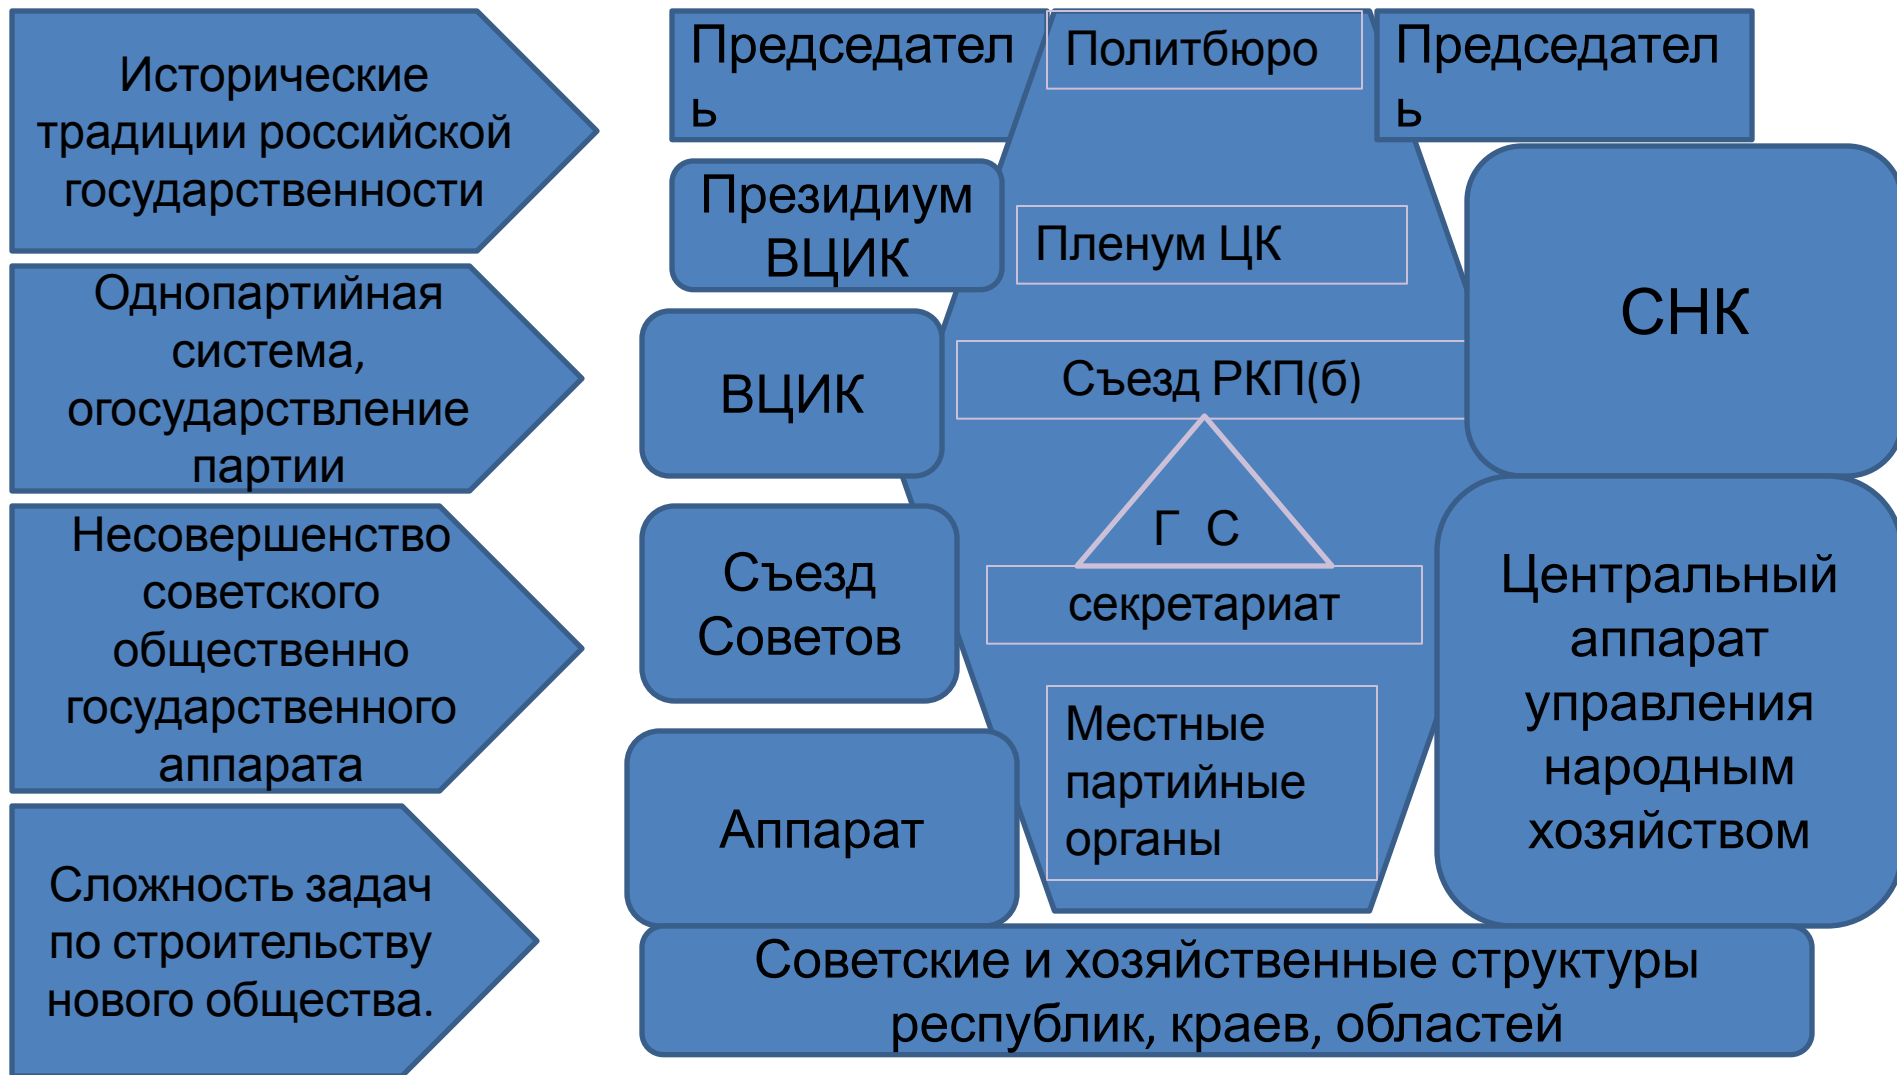 Исторические
традиции российской
государственности
Однопартийная
система,
огосударствление
партии
Несовершенство
советского
общественно
государственного
аппарата
Сложность задач
по строительству
нового общества.
Председател
ь
Президиум
ВЦИК
ВЦИК
Съезд
Советов
Аппарат
Политбюро
Пленум ЦК
Съезд РКП(б)
Г С
секретариат
Местные
партийные
органы
Председател
ь
СНК
Центральный
аппарат
управления
народным
хозяйством
Советские и хозяйственные структуры
республик, краев, областей